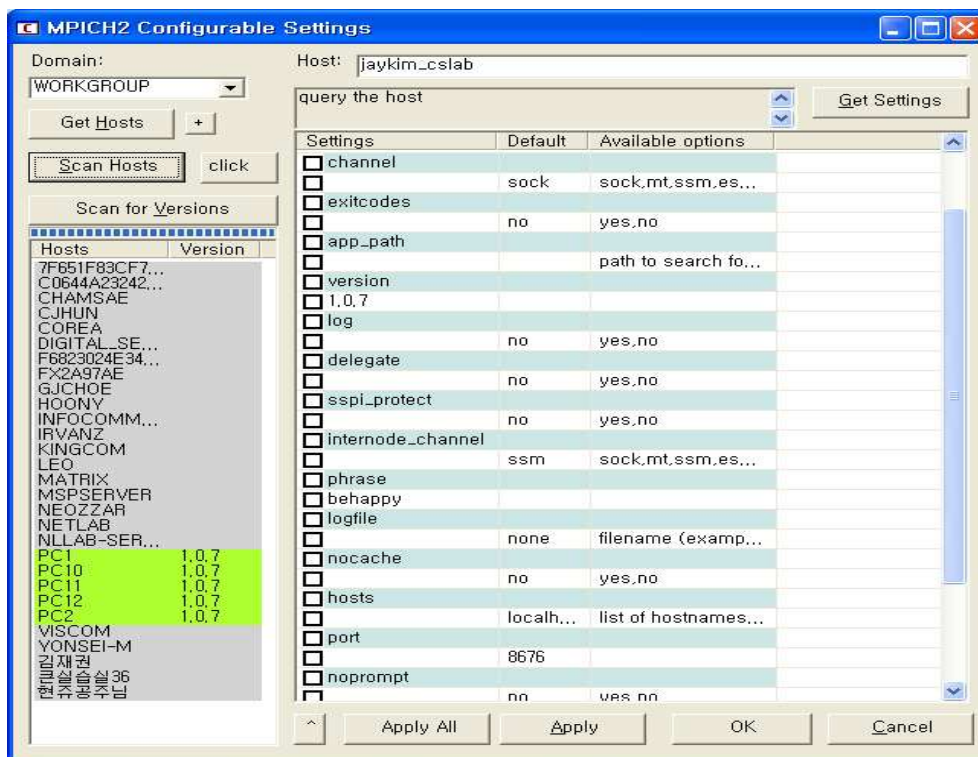 MPICH2 Configurable Settings
Domain:
WORKGROUP
Get Hosts
+
Scan Hosts
click
Scan for Versions
Hosts Version
7F651F83CF7...
C0644A23242...
CHAMSAE
CJHUN
COREA
DIGITAL_SE...
F6823024E34...
FX2A97AE
GJCHOE
HOONY
INFOCOMM...
IRVANZ
KINGCOM
LEO
MATRIX
MSPSERVER
NEOZZAR
NETLAB
NLLAB-SER...
PC1 1.0.7
PC10 1.0.7
PC11 1.0.7
PC12 1.0.7
PC2 1.0.7
VISCOM
YONSEI-M
김재권
큰실습실36
현쥬공주님
Host: jaykim_cslab
query the host
Get Settings
Settings Default Available options
channel
sock sock,mt,ssm,es...
exitcodes
no yes,no
app_path
path to search fo...
version
1.0.7
log
no yes,no
delegate
no yes,no
sspi_protect
no yes,no
internode_channel
ssm sock,mt,ssm,es...
phrase
behappy
logfile
none filename (examp...
nocache
no yes,no
hosts
localh... list of hostnames...
port
8676
noprompt
no yes,no
^
Apply All
Apply
OK
Cancel